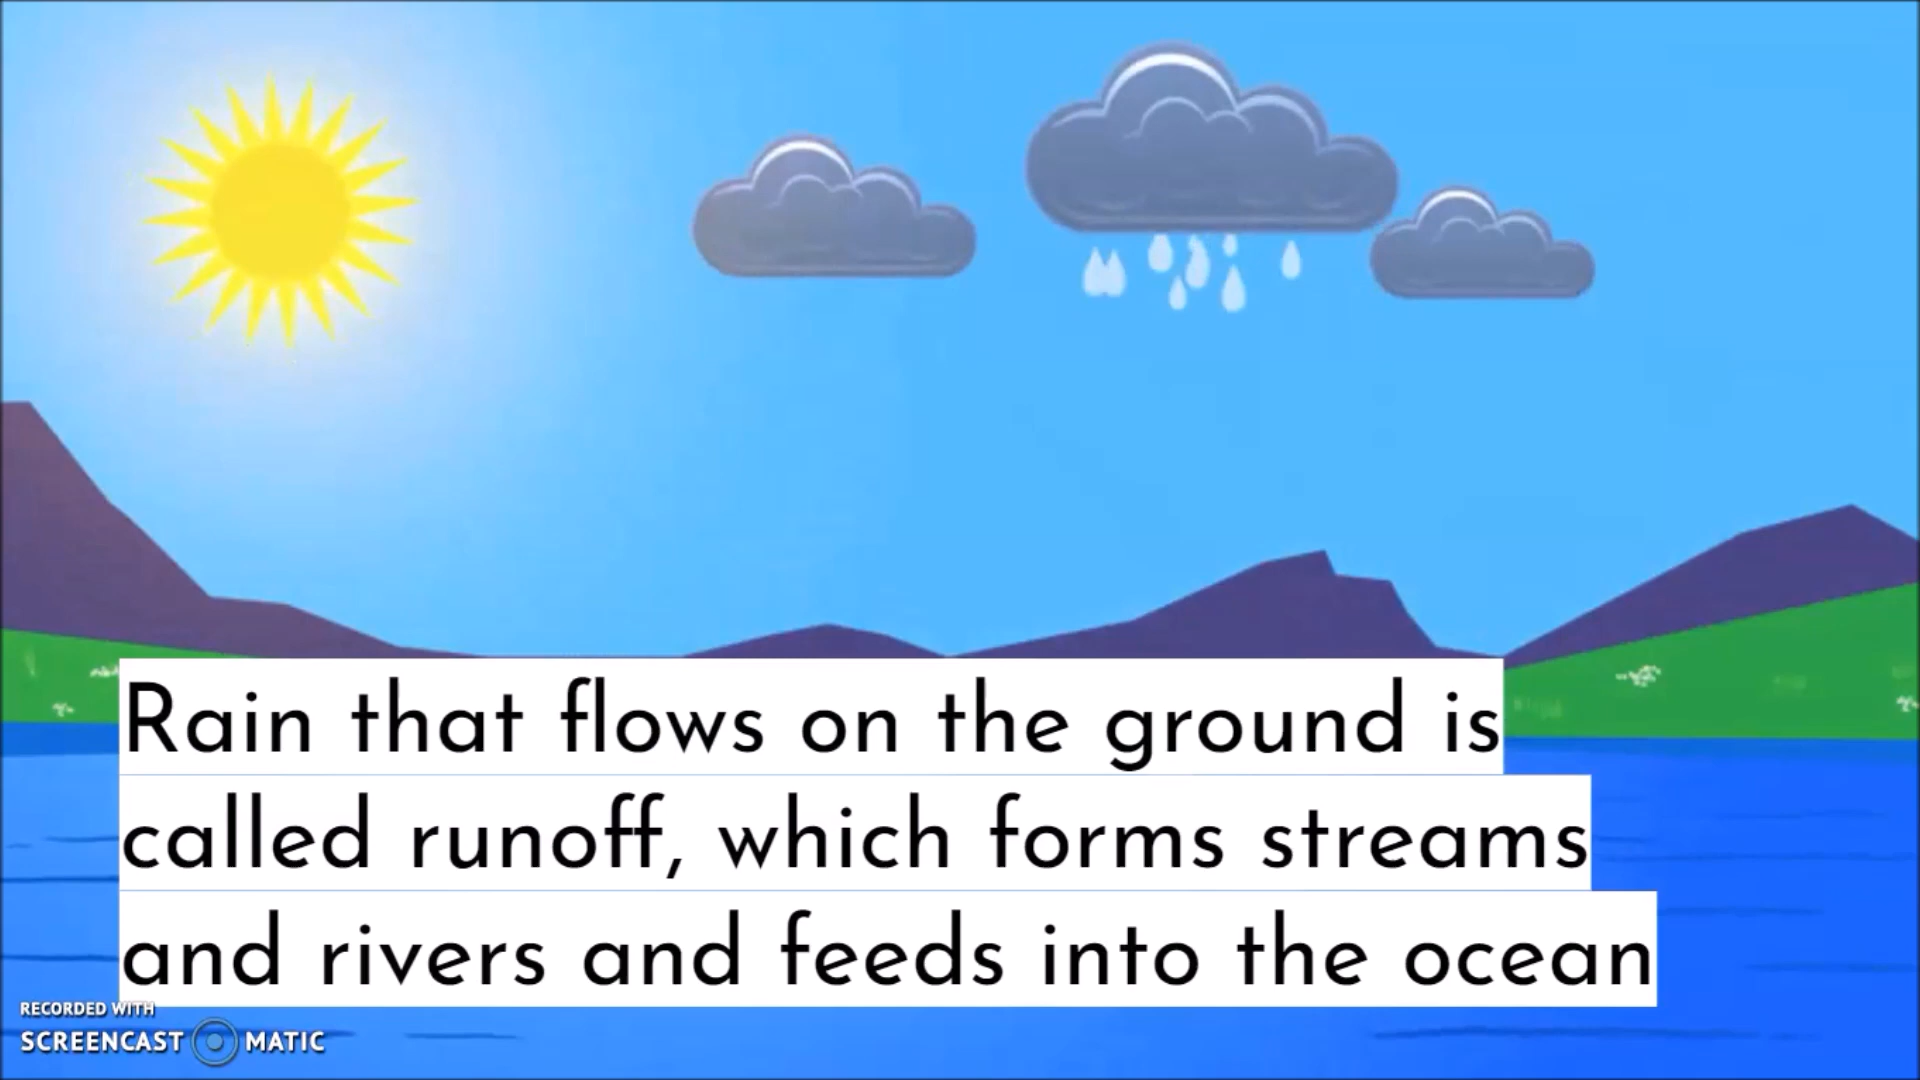 Rain that flows on the ground is
called runoff, which forms streams
and rivers and feeds into the ocean
RECORDED WITH
SCREENCAST MATIC